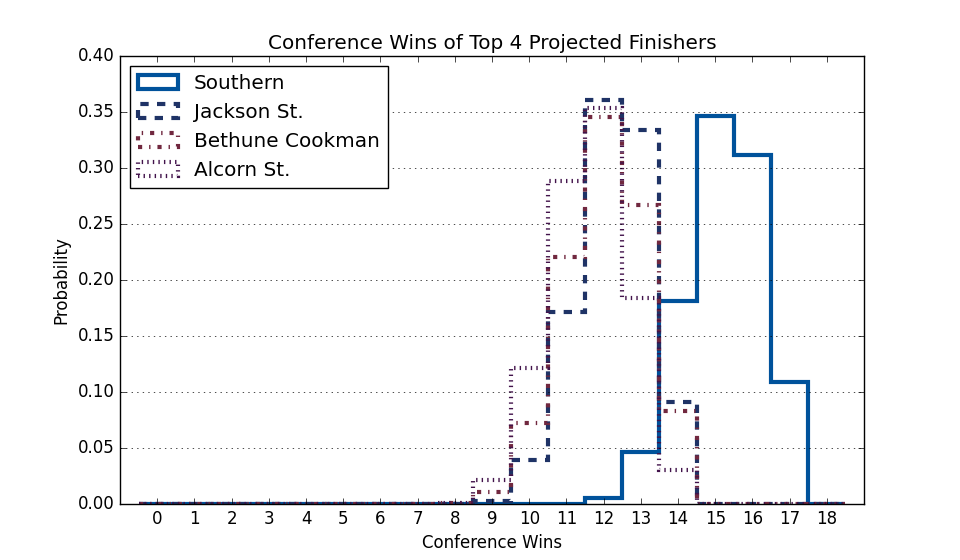 Conference Wins of Top 4 Projected Finishers
0.40
0.35
0.30
0.25
0.20
0.15
0.10
0.05
0.00
Probability
Southern
Jackson St.
Bethune Cookman
Alcorn St.
0 1 2 3 4 5 6 7 8 9 10 11 12 13 14 15 16 17 18
Conference Wins